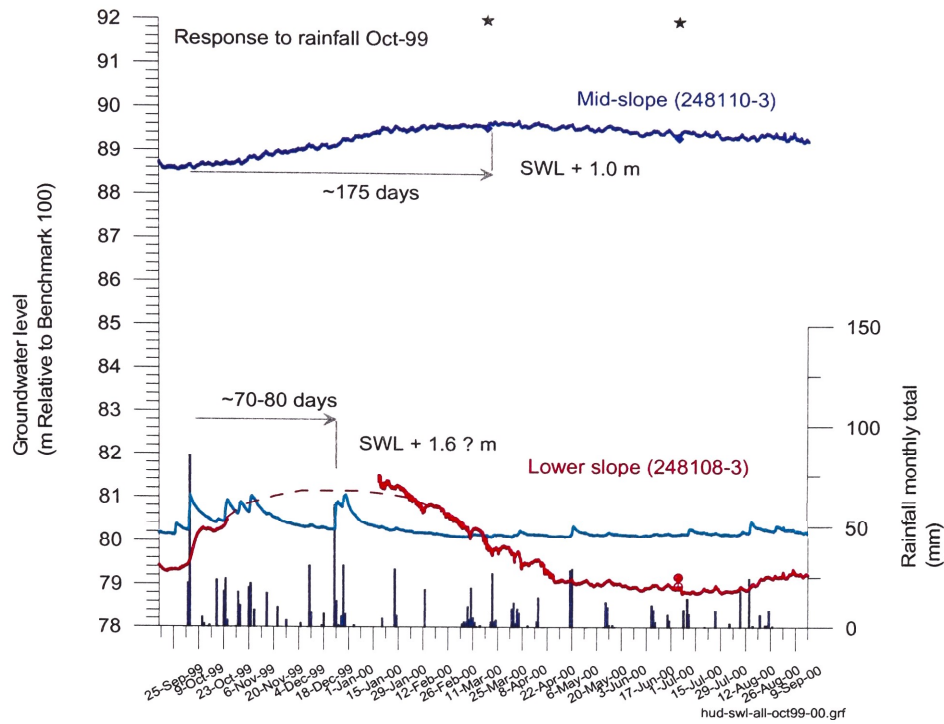 92
91
90
89
88
87
86
85
84
83
82
81
80
79
78
Groundwater level
(m Relative to Benchmark 100)
Response to rainfall Oct-99
★
★
Mid-slope (248110-3)
SWL + 1.0 m
~175 days
~70-80 days
SWL + 1.6 ? m
Lower slope (248108-3)
150
100
50
0
Rainfall monthly total
(mm)
25-Sep-99
9-Oct-99
23-Oct-99
6-Nov-99
20-Nov-99
4-Dec-99
18-Dec-99
1-Jan-00
15-Jan-00
29-Jan-00
12-Feb-00
26-Feb-00
11-Mar-00
25-Mar-00
8-Apr-00
22-Apr-00
6-May-00
20-May-00
3-Jun-00
17-Jun-00
1-Jul-00
15-Jul-00
29-Jul-00
12-Aug-00
26-Aug-00
9-Sep-00
hud-swl-all-oct99-00.grf